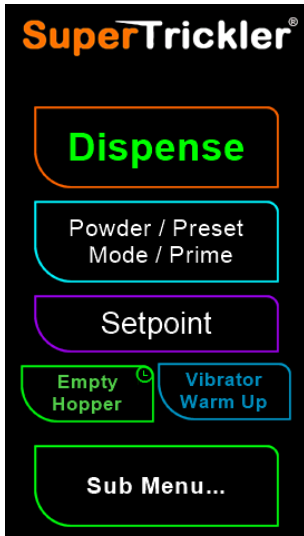 SuperTrickler®
Dispense
Powder / Preset
Mode / Prime
Setpoint
Empty
Hopper
Vibrator
Warm Up
Sub Menu...